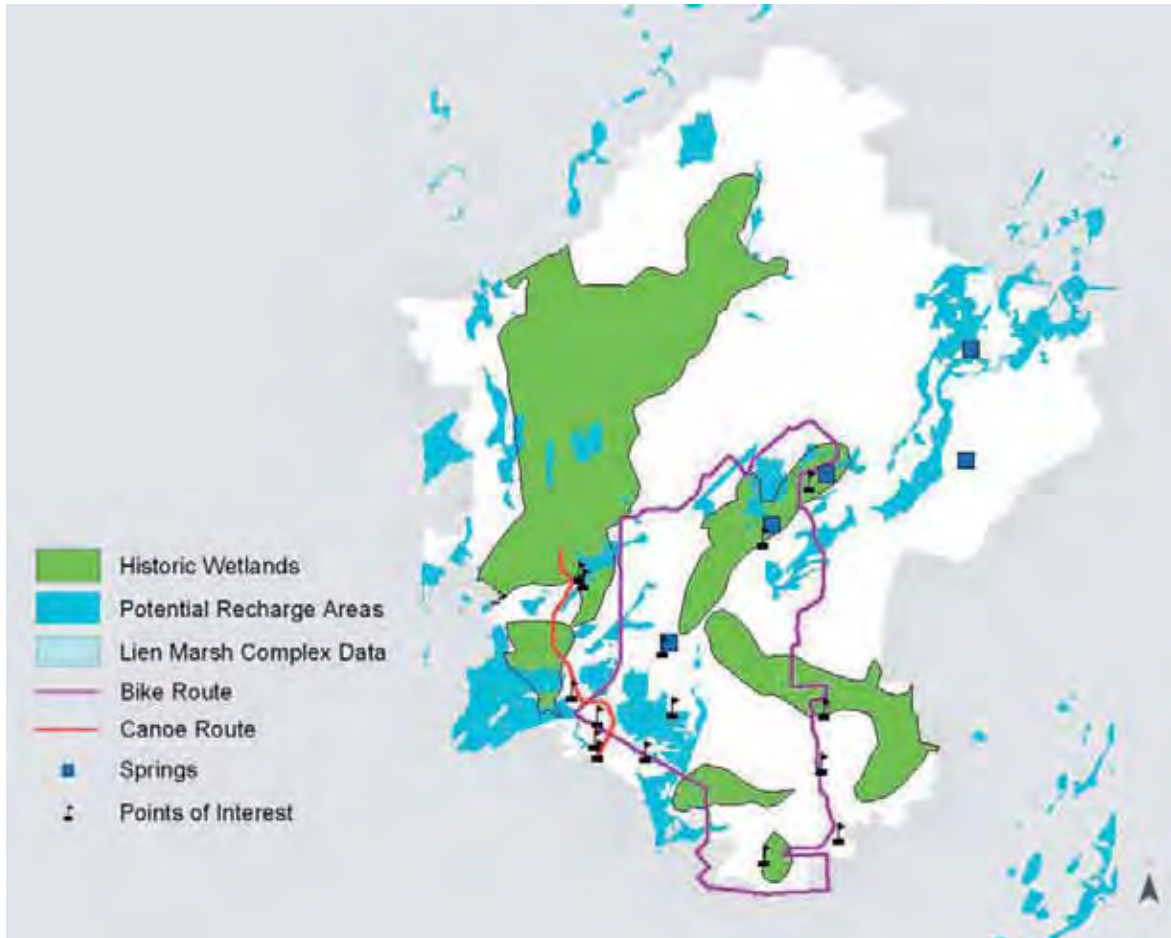 Historic Wetlands
Potential Recharge Areas
Lien Marsh Complex Data
Bike Route
Canoe Route
Springs
Points of Interest